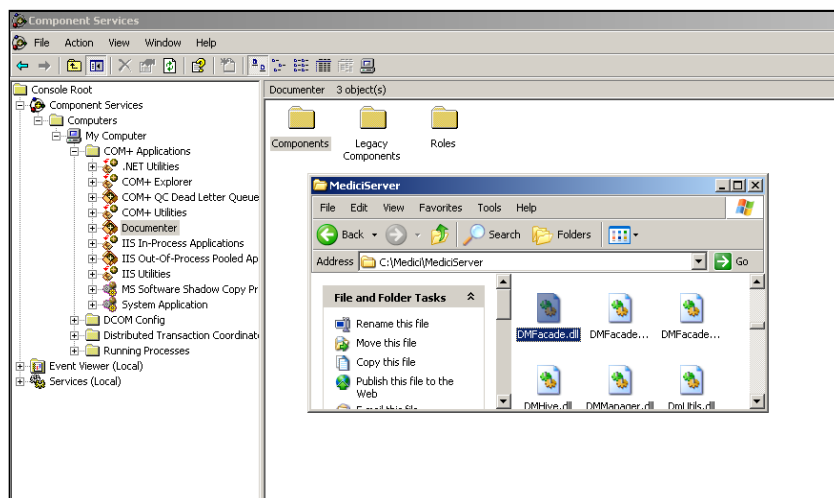 Component Services
File Action View Window Help
Console Root
Component Services
Computers
My Computer
COM+ Applications
.NET Utilities
COM+ Explorer
COM+ QC Dead Letter Queue
COM+ Utilities
Documenter
IIS In-Process Applications
IIS Out-Of-Process Pooled Ap
IIS Utilities
MS Software Shadow Copy Pr
System Application
DCOM Config
Distributed Transaction Coordinat
Running Processes
Event Viewer (Local)
Services (Local)
Documenter 3 object(s)
Components
Legacy Components
Roles
MediciServer
File Edit View Favorites Tools Help
Back Search Folders
Address C:\Medici\MediciServer Go
File and Folder Tasks
Rename this file
Move this file
Copy this file
Publish this file to the
Web
E-mail this file
DMFacade.dll DMFacade... DMFacade...
DMHive.dll DMManager.dll DmUtils.dll